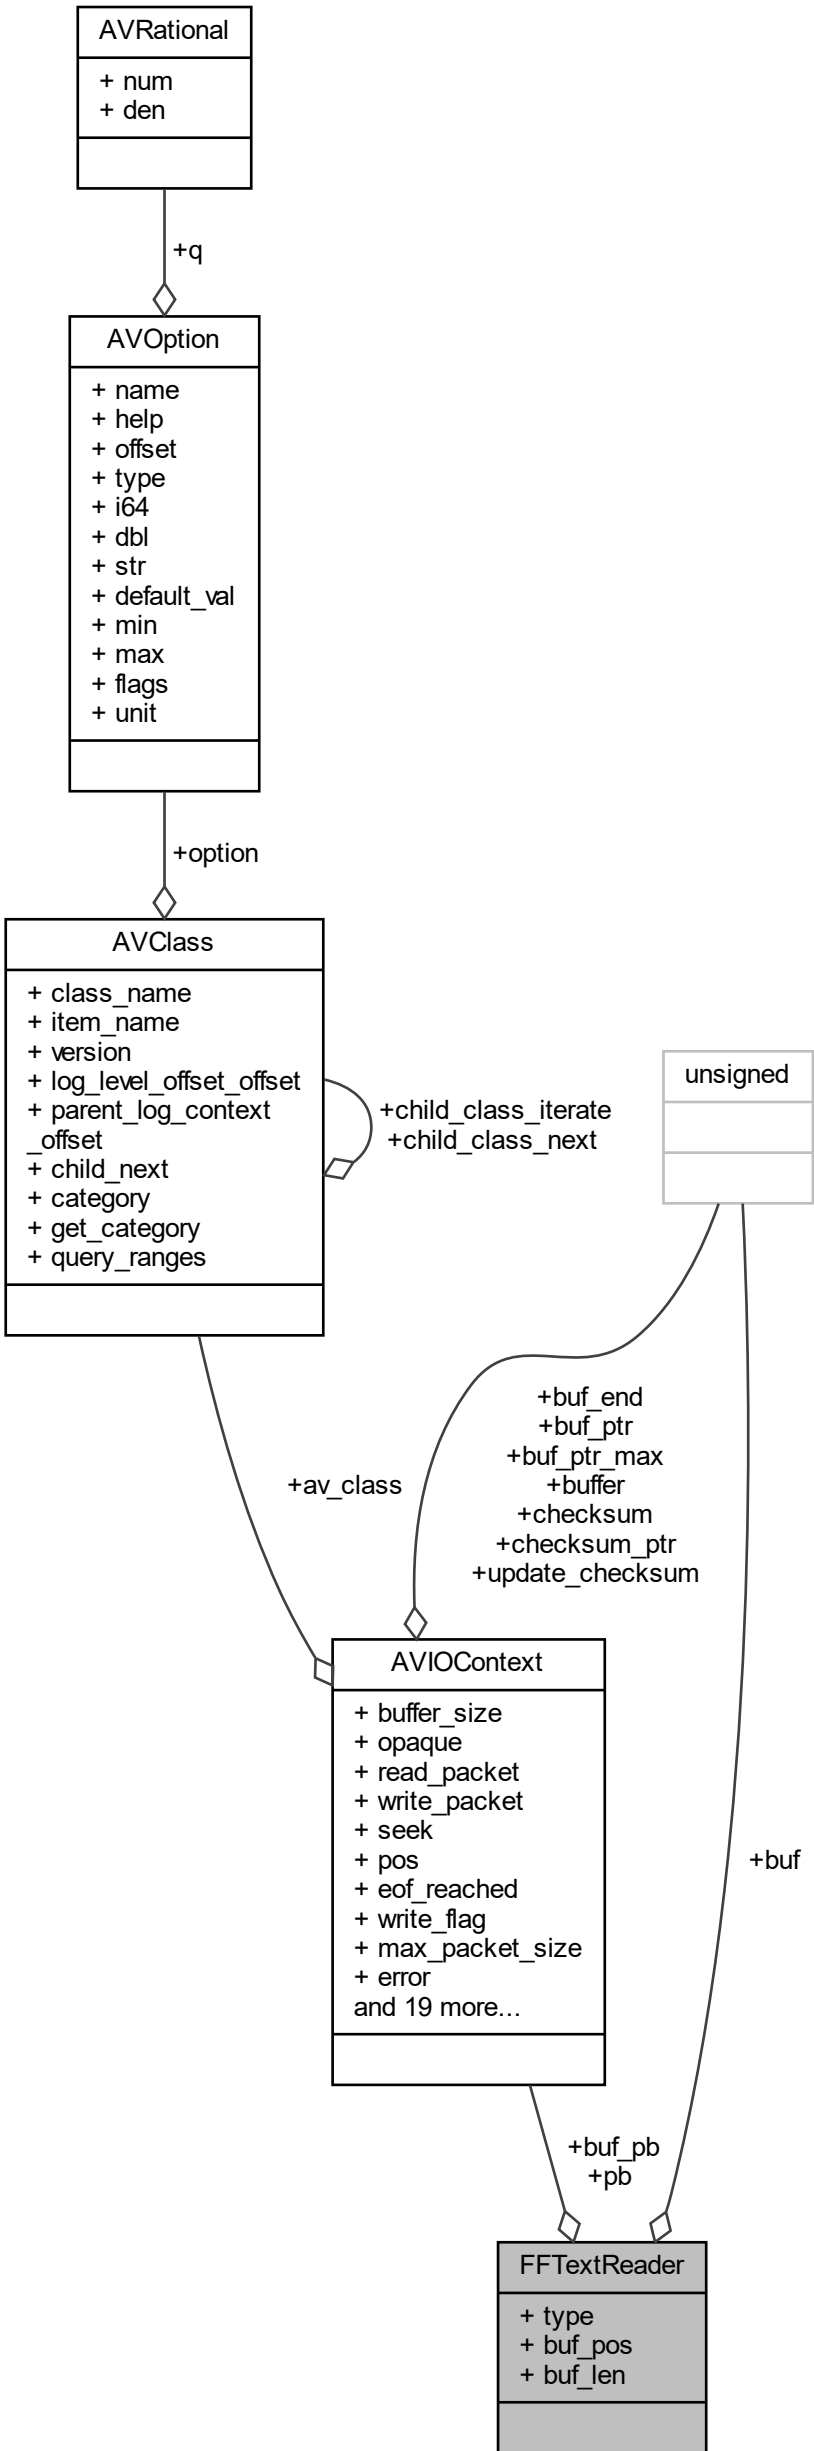 AVRational
+ num
+ den
+q
AVOption
+ name
+ help
+ offset
+ type
+ i64
+ dbl
+ str
+ default_val
+ min
+ max
+ flags
+ unit
+option
AVClass
+ class_name
+ item_name
+ version
+ log_level_offset_offset
+ parent_log_context
_offset
+ child_next
+ category
+ get_category
+ query_ranges
+child_class_iterate
+child_class_next
unsigned
+av_class
+buf_end
+buf_ptr
+buf_ptr_max
+buffer
+checksum
+checksum_ptr
+update_checksum
AVIOContext
+ buffer_size
+ opaque
+ read_packet
+ write_packet
+ seek
+ pos
+ eof_reached
+ write_flag
+ max_packet_size
+ error
and 19 more...
+buf
+buf_pb
+pb
FFTextReader
+ type
+ buf_pos
+ buf_len